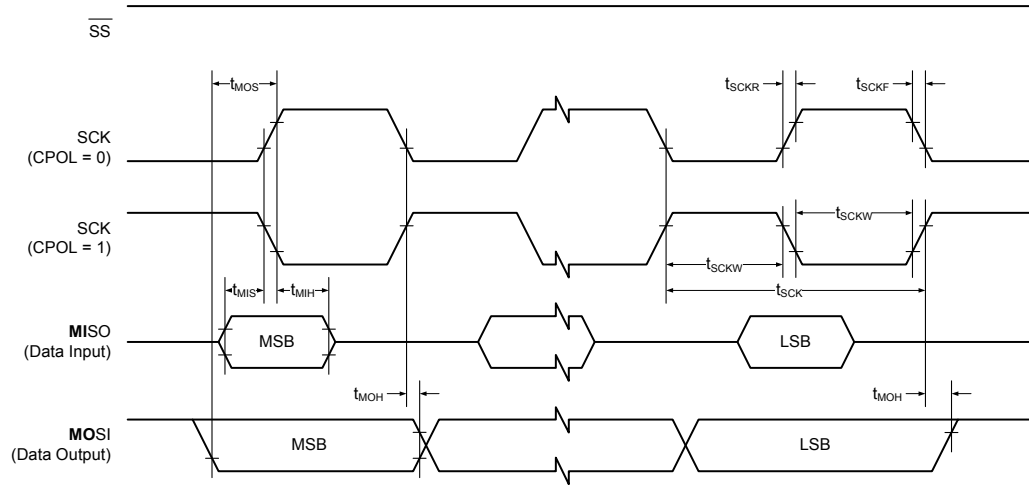 SS
tMOS
tSCKR
tSCKF
SCK
(CPOL = 0)
SCK
(CPOL = 1)
tSCKW
tSCKW
tMIS
tMIH
tSCK
MISO
(Data Input)
MSB
LSB
tMOH
tMOH
MOSI
(Data Output)
MSB
LSB